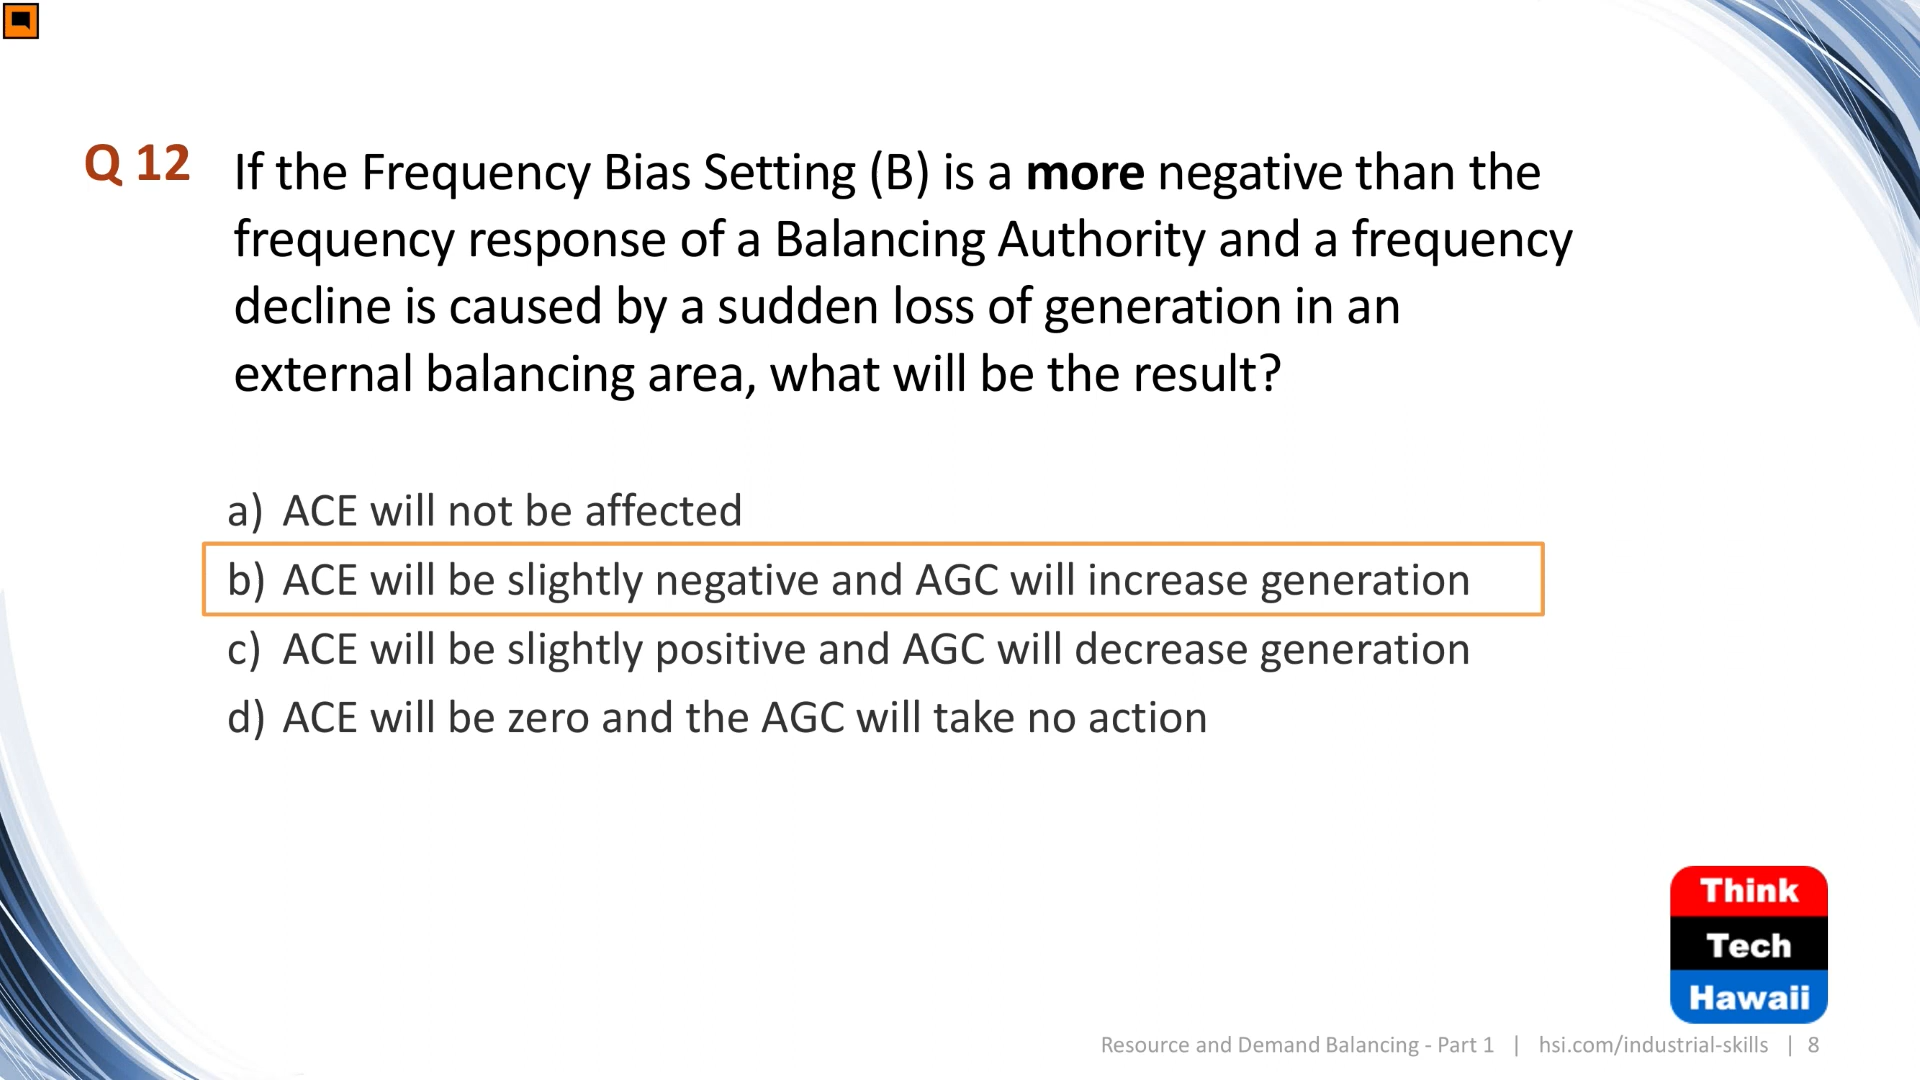 Q 12
If the Frequency Bias Setting (B) is a more negative than the
frequency response of a Balancing Authority and a frequency
decline is caused by a sudden loss of generation in an
external balancing area, what will be the result?
a) ACE will not be affected
b) ACE will be slightly negative and AGC will increase generation
c) ACE will be slightly positive and AGC will decrease generation
d) ACE will be zero and the AGC will take no action
Think
Tech
Hawaii
Resource and Demand Balancing - Part 1 | hsi.com/industrial-skills | 8